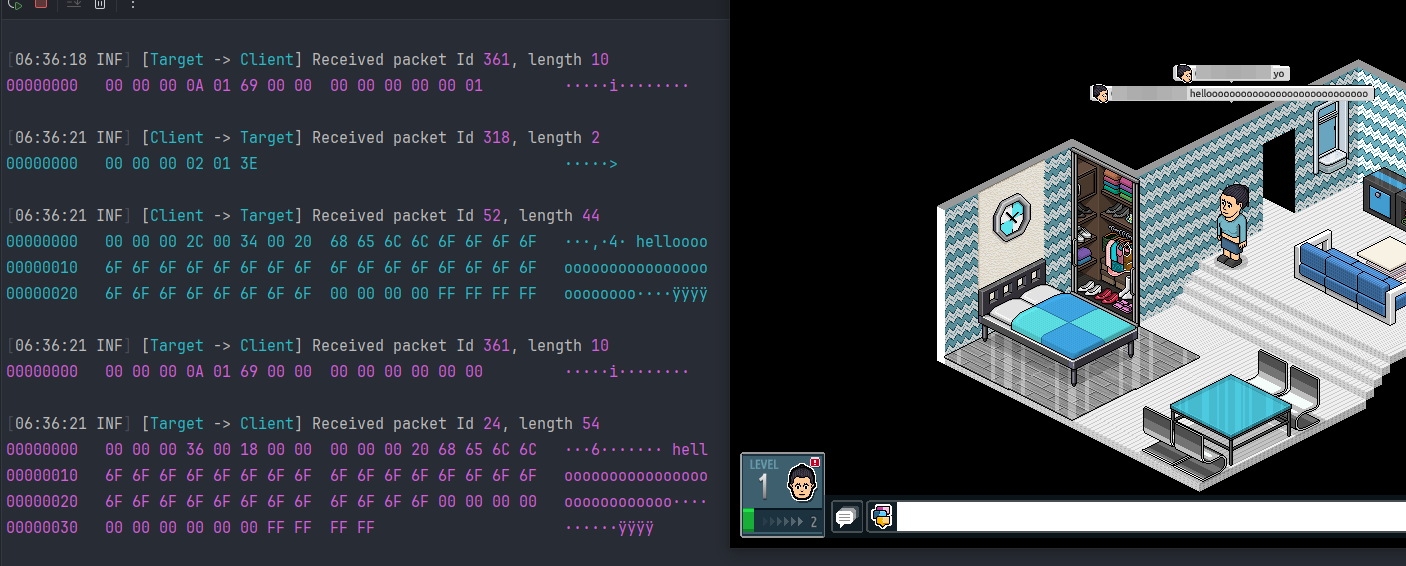 [06:36:18 INF] [Target -> Client] Received packet Id 361, length 10
00000000 00 00 00 0A 01 69 00 00 00 00 00 00 00 01 ·····i········
[06:36:21 INF] [Client -> Target] Received packet Id 318, length 2
00000000 00 00 00 02 01 3E ·····>
[06:36:21 INF] [Client -> Target] Received packet Id 52, length 44
00000000 00 00 00 2C 00 34 00 20 68 65 6C 6C 6F 6F 6F 6F ···,·4· helloooo
00000010 6F 6F 6F 6F 6F 6F 6F 6F 6F 6F 6F 6F 6F 6F 6F 6F oooooooooooooooo
00000020 6F 6F 6F 6F 6F 6F 6F 6F 00 00 00 00 FF FF FF FF oooooooo····ÿÿÿÿ
[06:36:21 INF] [Target -> Client] Received packet Id 361, length 10
00000000 00 00 00 0A 01 69 00 00 00 00 00 00 00 00 ·····i········
[06:36:21 INF] [Target -> Client] Received packet Id 24, length 54
00000000 00 00 00 36 00 18 00 00 00 00 00 20 68 65 6C 6C ···6······· hell
00000010 6F 6F 6F 6F 6F 6F 6F 6F 6F 6F 6F 6F 6F 6F 6F 6F oooooooooooooooo
00000020 6F 6F 6F 6F 6F 6F 6F 6F 6F 6F 6F 6F 00 00 00 00 oooooooooooo····
00000030 00 00 00 00 00 00 FF FF FF FF ······ÿÿÿÿ
yo
helloooooooooooooooooooooooooooo
LEVEL
1
2